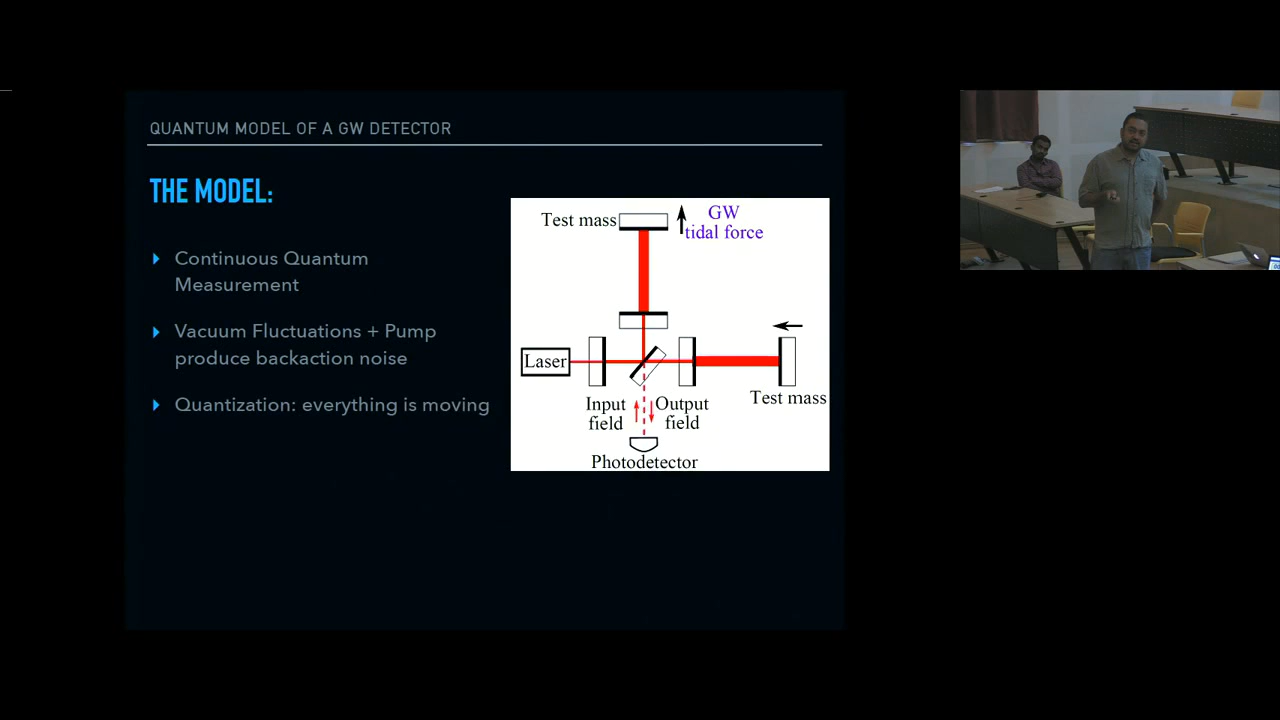 QUANTUM MODEL OF A GW DETECTOR
THE MODEL:
Continuous Quantum
Measurement
Vacuum Fluctuations + Pump
produce backaction noise
Quantization: everything is moving
Test mass
GW
tidal force
Laser
Test mass
Input
field
Output
field
Photodetector